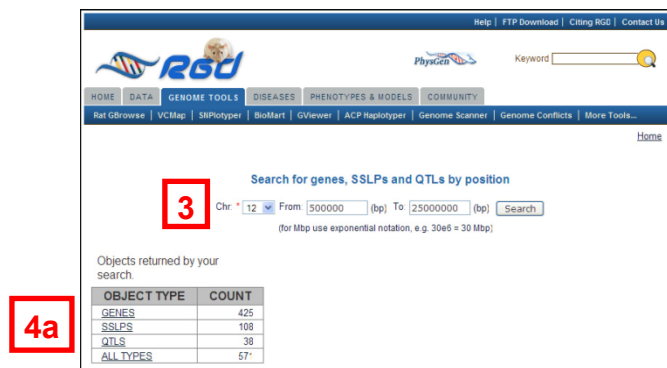 Help | FTP Download | Citing RGD | Contact Us
RGD
PhysGen
Keyword
HOME DATA GENOME TOOLS DISEASES PHENOTYPES & MODELS COMMUNITY
Rat GBrowse | VCMap | SNPlotyper | BioMart | GViewer | ACP Haplotyper | Genome Scanner | Genome Conflicts | More Tools...
Home
Search for genes, SSLPs and QTLs by position
3
Chr: * 12 From: 500000 (bp) To: 25000000 (bp) Search
(for Mbp use exponential notation, e.g. 30e6 = 30 Mbp)
Objects returned by your
search.
4a
OBJECT TYPE COUNT
GENES 425
SSLPS 108
QTLS 38
ALL TYPES